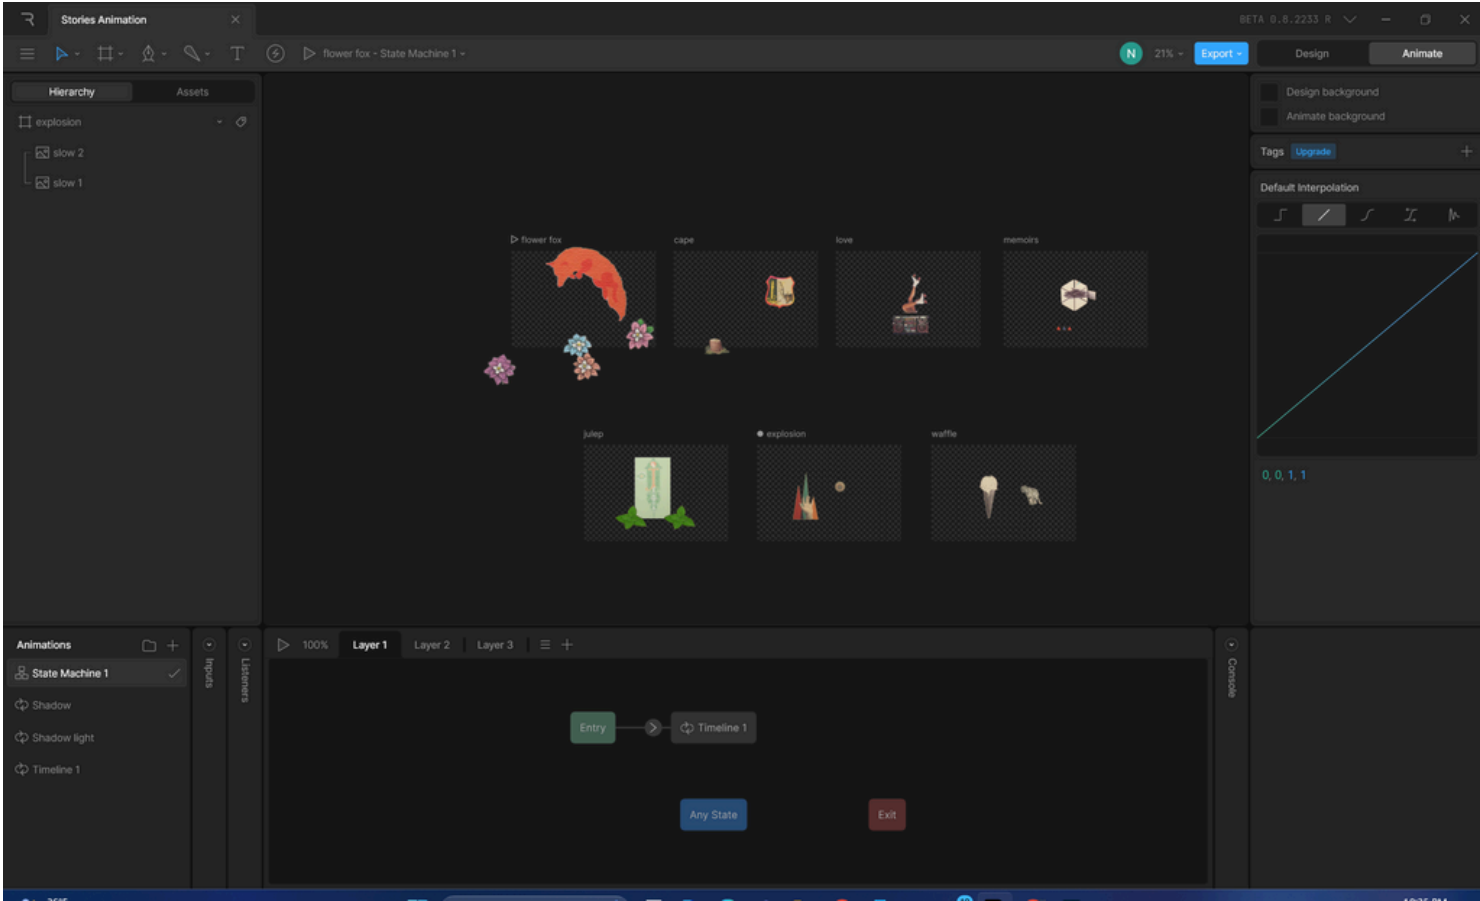 Stories Animation
BETA 0.8.2233 R
flower fox - State Machine 1
N
21%
Export
Design
Animate
Hierarchy
Assets
explosion
slow 2
slow 1
flower fox
cape
love
memoirs
julep
explosion
waffle
Design background
Animate background
Tags
Upgrade
Default Interpolation
0, 0, 1, 1
Animations
State Machine 1
Shadow
Shadow light
Timeline 1
Inputs
Listeners
100%
Layer 1
Layer 2
Layer 3
Entry
Timeline 1
Any State
Exit
Console